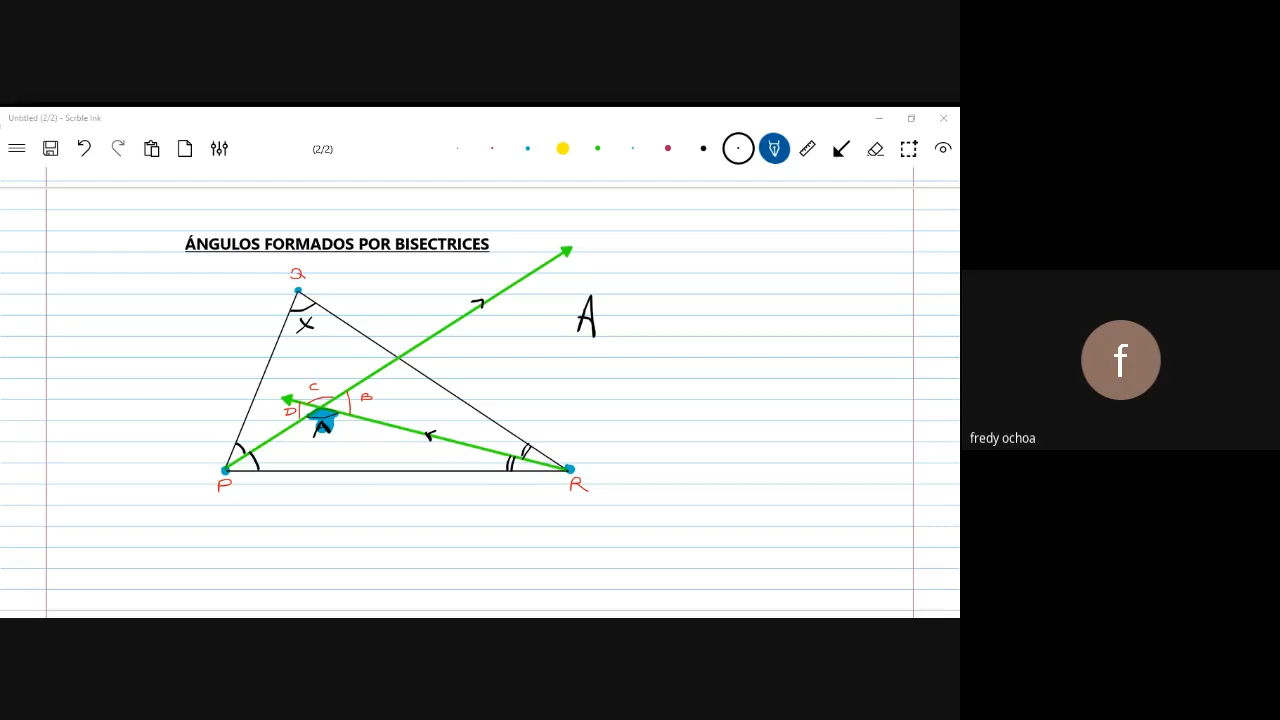 Untitled (2/2) - Scrble Ink
(2/2)
ÁNGULOS FORMADOS POR BISECTRICES
Q
A
X
C
B
D
A
P
R
fredy ochoa
f